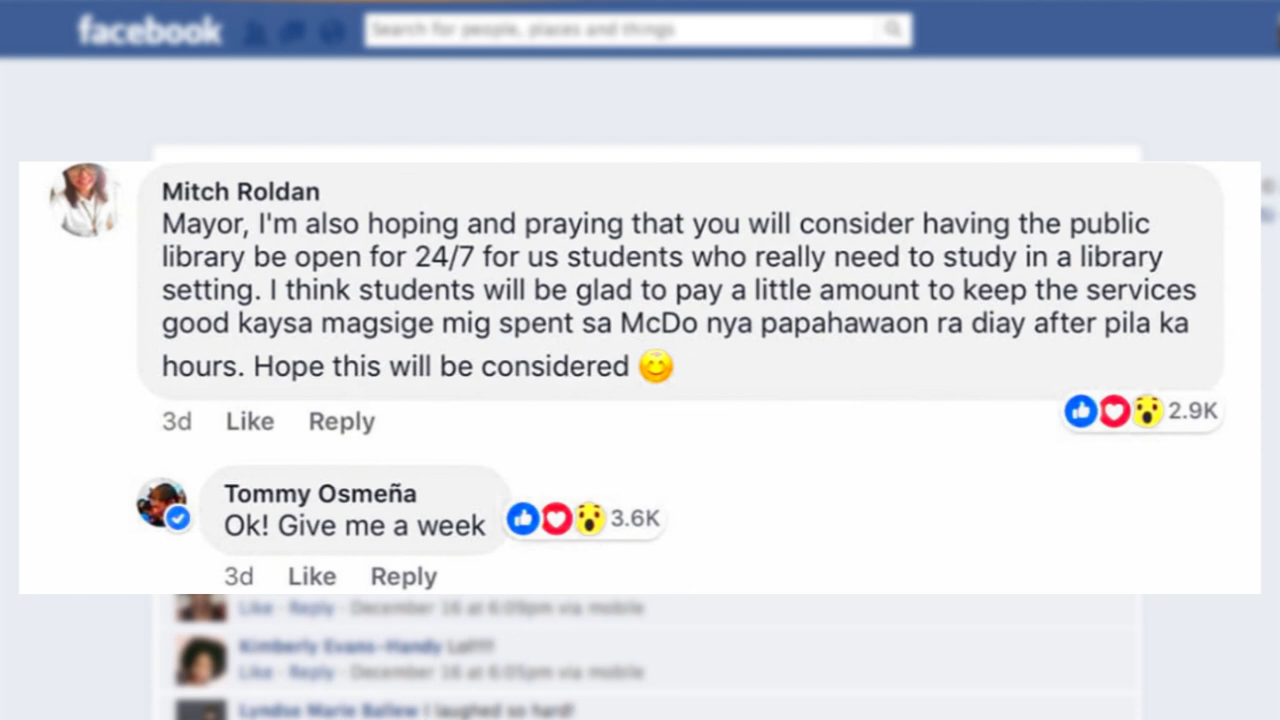 facebook
Search for people, places and things
Mitch Roldan
Mayor, I'm also hoping and praying that you will consider having the public
library be open for 24/7 for us students who really need to study in a library
setting. I think students will be glad to pay a little amount to keep the services
good kaysa magsige mig spent sa McDo nya papahawaon ra diay after pila ka
hours. Hope this will be considered 😇
3d Like Reply 2.9K
Tommy Osmeña
Ok! Give me a week 3.6K
3d Like Reply
Like · Reply · December 16 at 6:09pm via mobile
Kimberly Evans-Handy Lol!!!!
Like · Reply · December 16 at 6:05pm via mobile
Lyndse Marie Ballew I laughed so hard!